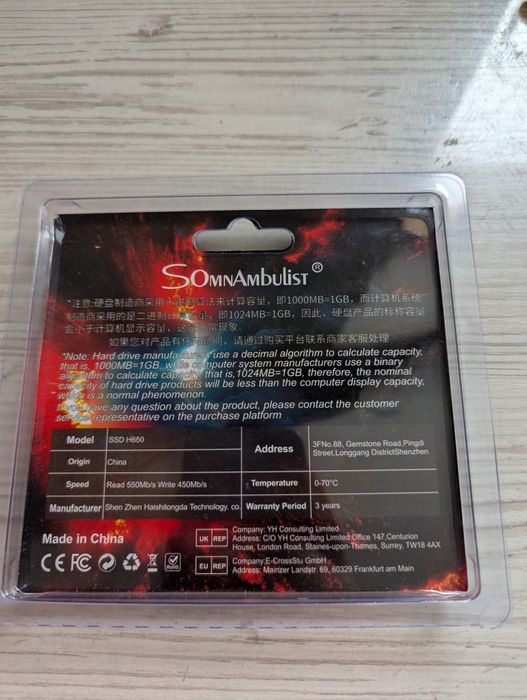 SOMNAMBULIST®
*注意:硬盘制造商采用十进制算法来计算容量，即1000MB=1GB，而计算机系统
制造商采用的是二进制计算容量，即1024MB=1GB，因此，硬盘产品的标称容量
会小于计算机显示容量，这是正常现象。
如果您对产品有任何疑问，请通过购买平台联系商家客服处理
*Note: Hard drive manufacturers use a decimal algorithm to calculate capacity,
that is, 1000MB=1GB, while computer system manufacturers use a binary
algorithm to calculate capacity, that is,1024MB=1GB, therefore, the nominal
capacity of hard drive products will be less than the computer display capacity,
which is a normal phenomenon.
If you have any question about the product, please contact the customer
service representative on the purchase platform
Model SSD H650
Address 3FNo.88, Gemstone Road,Pingdi
Street,Longgang DistrictShenzhen
Origin China
Speed Read 550Mb/s Write 450Mb/s
Temperature 0-70°C
Manufacturer Shen Zhen Haishitongda Technology. co.
Warranty Period 3 years
Made in China
CE FC RoHS
UK REP
Company: YH Consulting Limited
Address: C/O YH Consulting Limited Office 147,Centurion
House, London Road, Staines-upon-Thames, Surrey, TW18 4AX
EU REP
Company:E-CrossStu GmbH
Address: Mainzer Landstr. 69, 60329 Frankfurt am Main